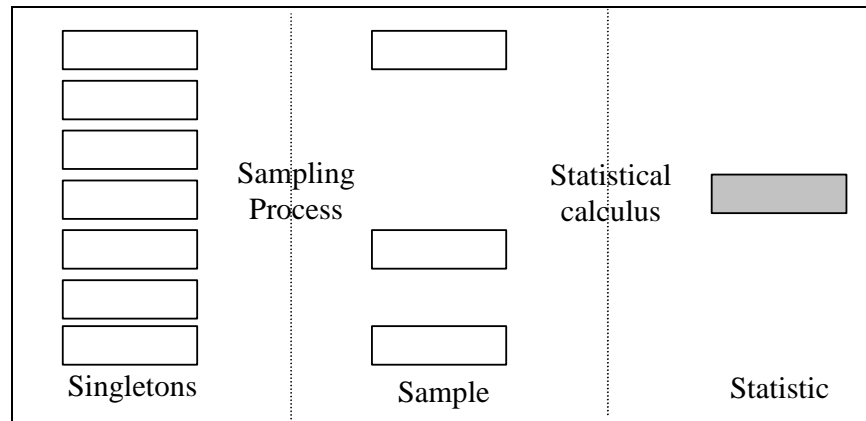 Sampling
Process
Statistical
calculus
Singletons
Sample
Statistic